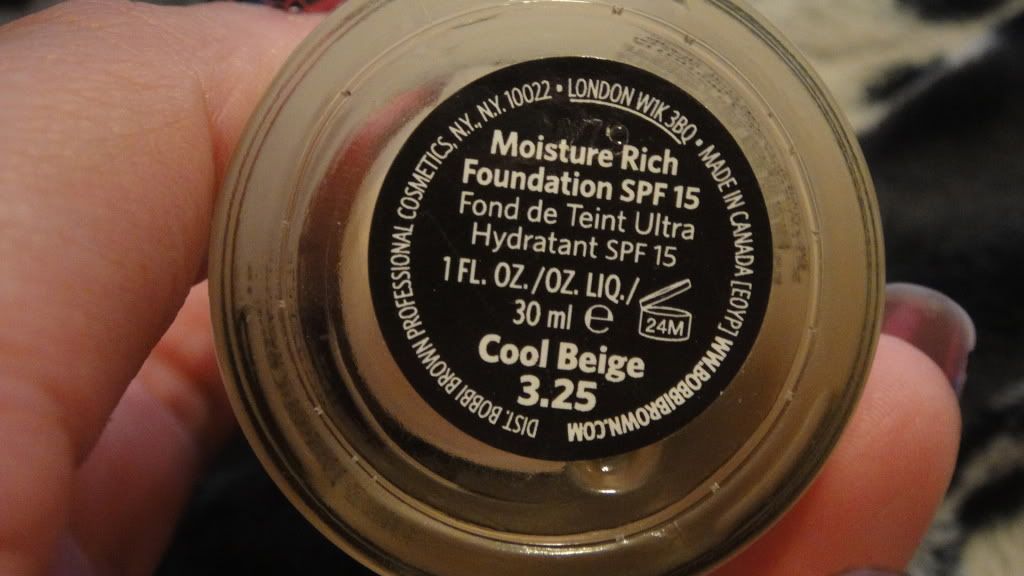 Moisture Rich
Foundation SPF 15
Fond de Teint Ultra
Hydratant SPF 15
1 FL. OZ./OZ. LIQ./
30 ml ℮
24M
Cool Beige
3.25
DIST. BOBBI BROWN PROFESSIONAL COSMETICS, N.Y., N.Y. 10022 • LONDON W1K 3BQ • MADE IN CANADA [EOYP] WWW.BOBBIBROWN.COM